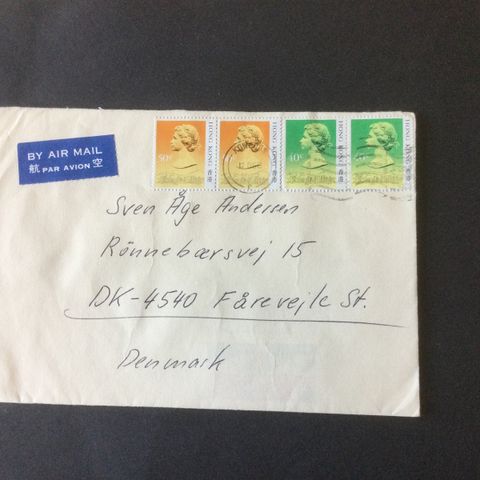 BY AIR MAIL
航 PAR AVION 空
50¢ HONG KONG 香港
HONG KONG 香港
40¢ HONG KONG 香港
HONG KONG 香港
Sven Åge Andersen
Rönnebærsvej 15
DK-4540 Fårevejle St.
Denmark